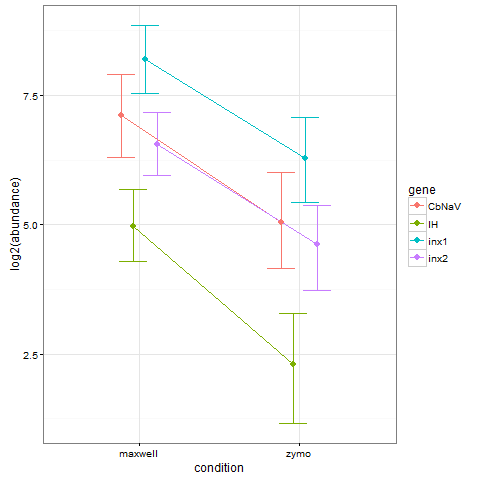 7.5
5.0
2.5
log2(abundance)
maxwell
zymo
condition
gene
CbNaV
IH
inx1
inx2